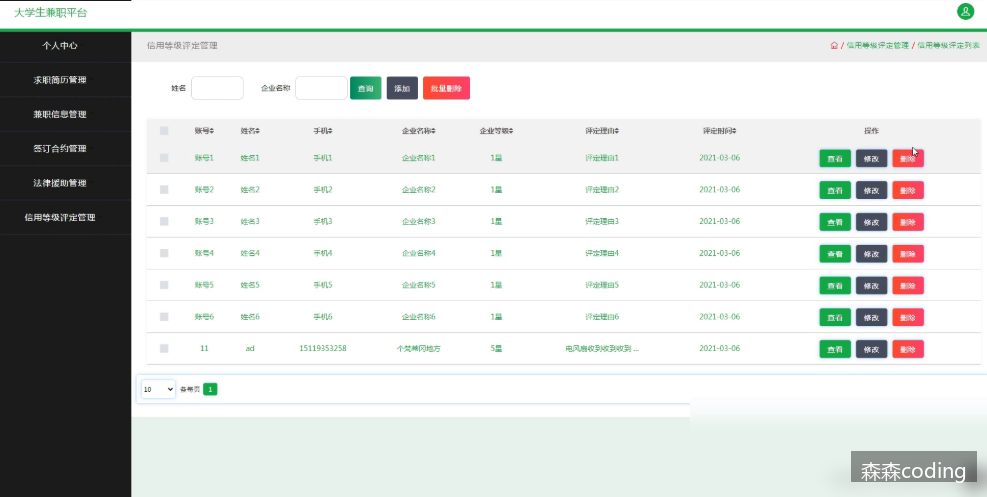 大学生兼职平台
个人中心
求职简历管理
兼职信息管理
签订合约管理
法律援助管理
信用等级评定管理
信用等级评定管理
/ 信用等级评定管理 / 信用等级评定列表
姓名 企业名称 查询 添加 批量删除
账号 姓名 手机 企业名称 企业等级 评定理由 评定时间 操作
账号1 姓名1 手机1 企业名称1 1星 评定理由1 2021-03-06 查看 修改 删除
账号2 姓名2 手机2 企业名称2 1星 评定理由2 2021-03-06 查看 修改 删除
账号3 姓名3 手机3 企业名称3 1星 评定理由3 2021-03-06 查看 修改 删除
账号4 姓名4 手机4 企业名称4 1星 评定理由4 2021-03-06 查看 修改 删除
账号5 姓名5 手机5 企业名称5 1星 评定理由5 2021-03-06 查看 修改 删除
账号6 姓名6 手机6 企业名称6 1星 评定理由6 2021-03-06 查看 修改 删除
11 ad 15119353258 5星 电风扇收到收到收到 ... 2021-03-06 查看 修改 删除
10 条每页 1
森森coding